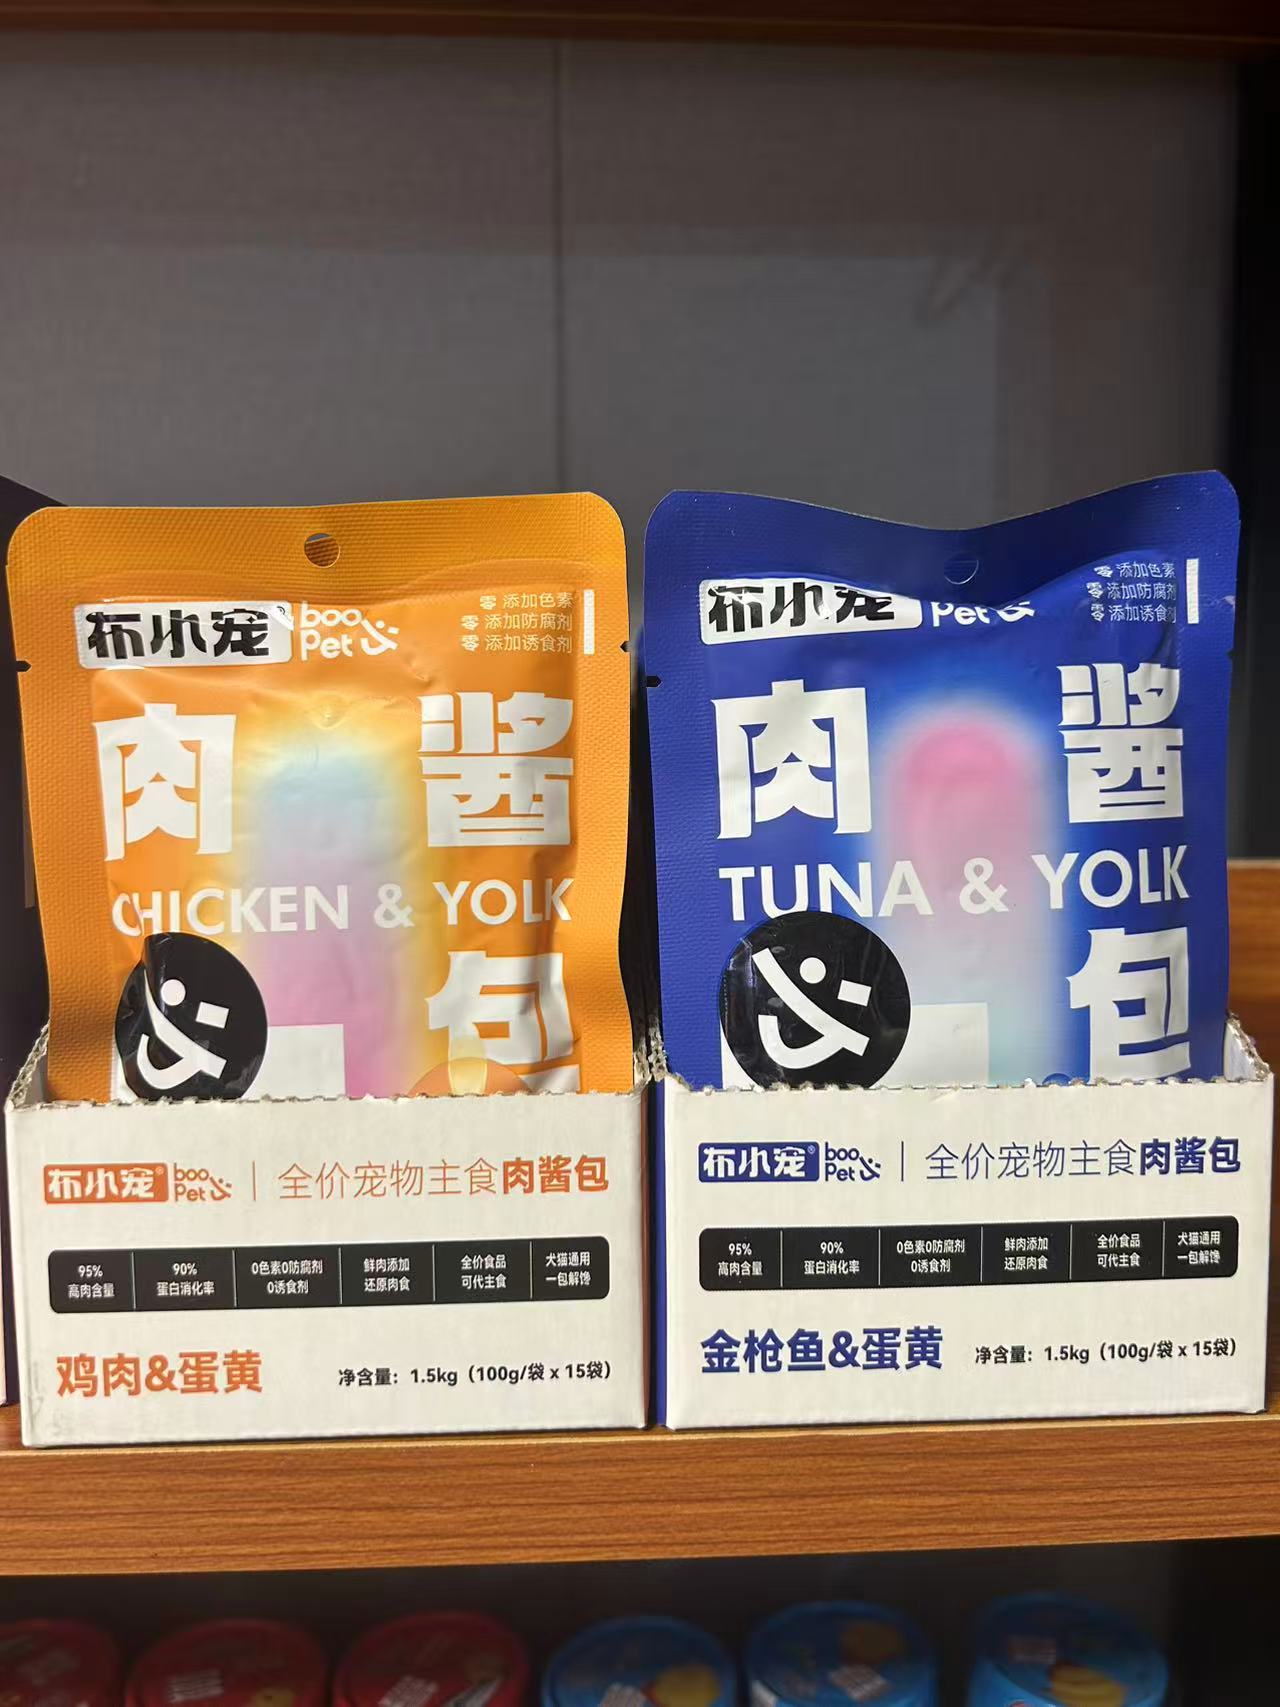 布小宠® boo Pet
零 添加色素
零 添加防腐剂
零 添加诱食剂
肉 酱
CHICKEN & YOLK
包
布小宠® boo Pet | 全价宠物主食肉酱包
95% 高肉含量
90% 蛋白消化率
0色素0防腐剂 0诱食剂
鲜肉添加 还原肉食
全价食品 可代主食
犬猫通用 一包解馋
鸡肉&蛋黄 净含量：1.5kg（100g/袋 x 15袋）
布小宠 Pet
零 添加色素
零 添加防腐剂
零 添加诱食剂
肉 酱
TUNA & YOLK
包
布小宠® boo Pet | 全价宠物主食肉酱包
95% 高肉含量
90% 蛋白消化率
0色素0防腐剂 0诱食剂
鲜肉添加 还原肉食
全价食品 可代主食
犬猫通用 一包解馋
金枪鱼&蛋黄 净含量：1.5kg（100g/袋 x 15袋）